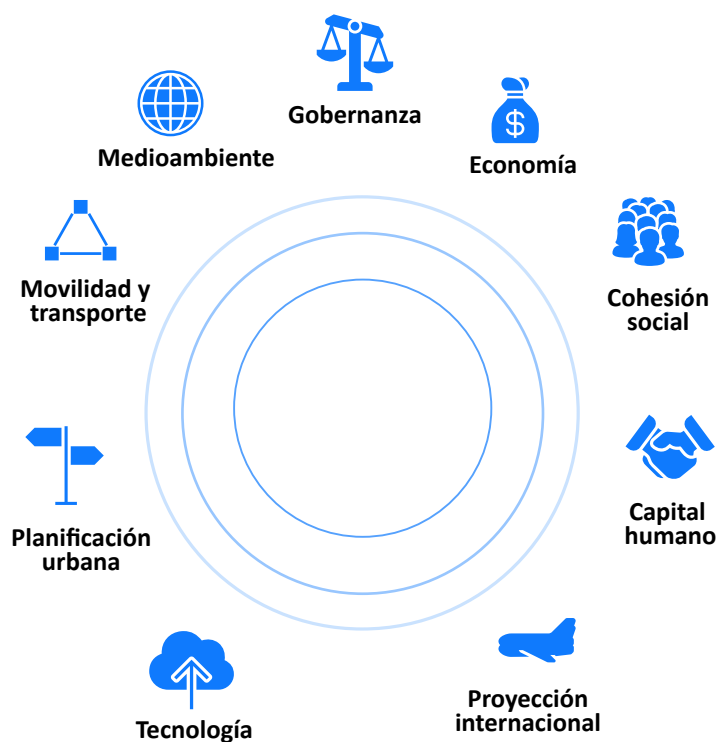 Gobernanza
Medioambiente
Economía
Movilidad y
transporte
Cohesión
social
Planificación
urbana
Capital
humano
Tecnología
Proyección
internacional
$